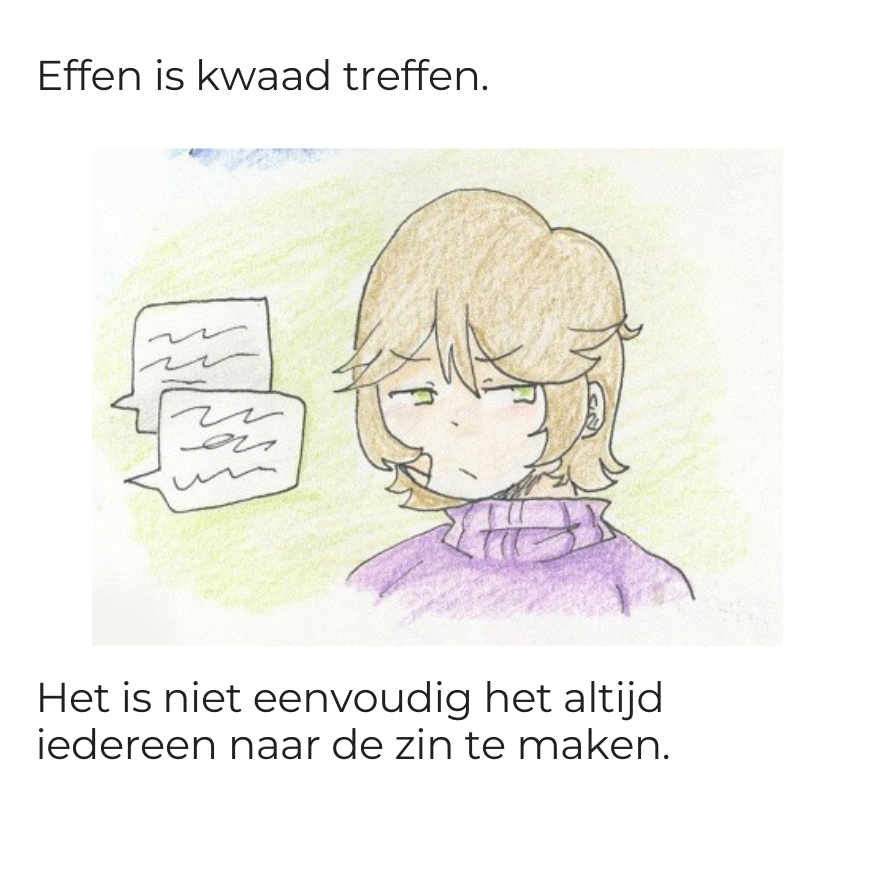 Effen is kwaad treffen.
Het is niet eenvoudig het altijd
iedereen naar de zin te maken.